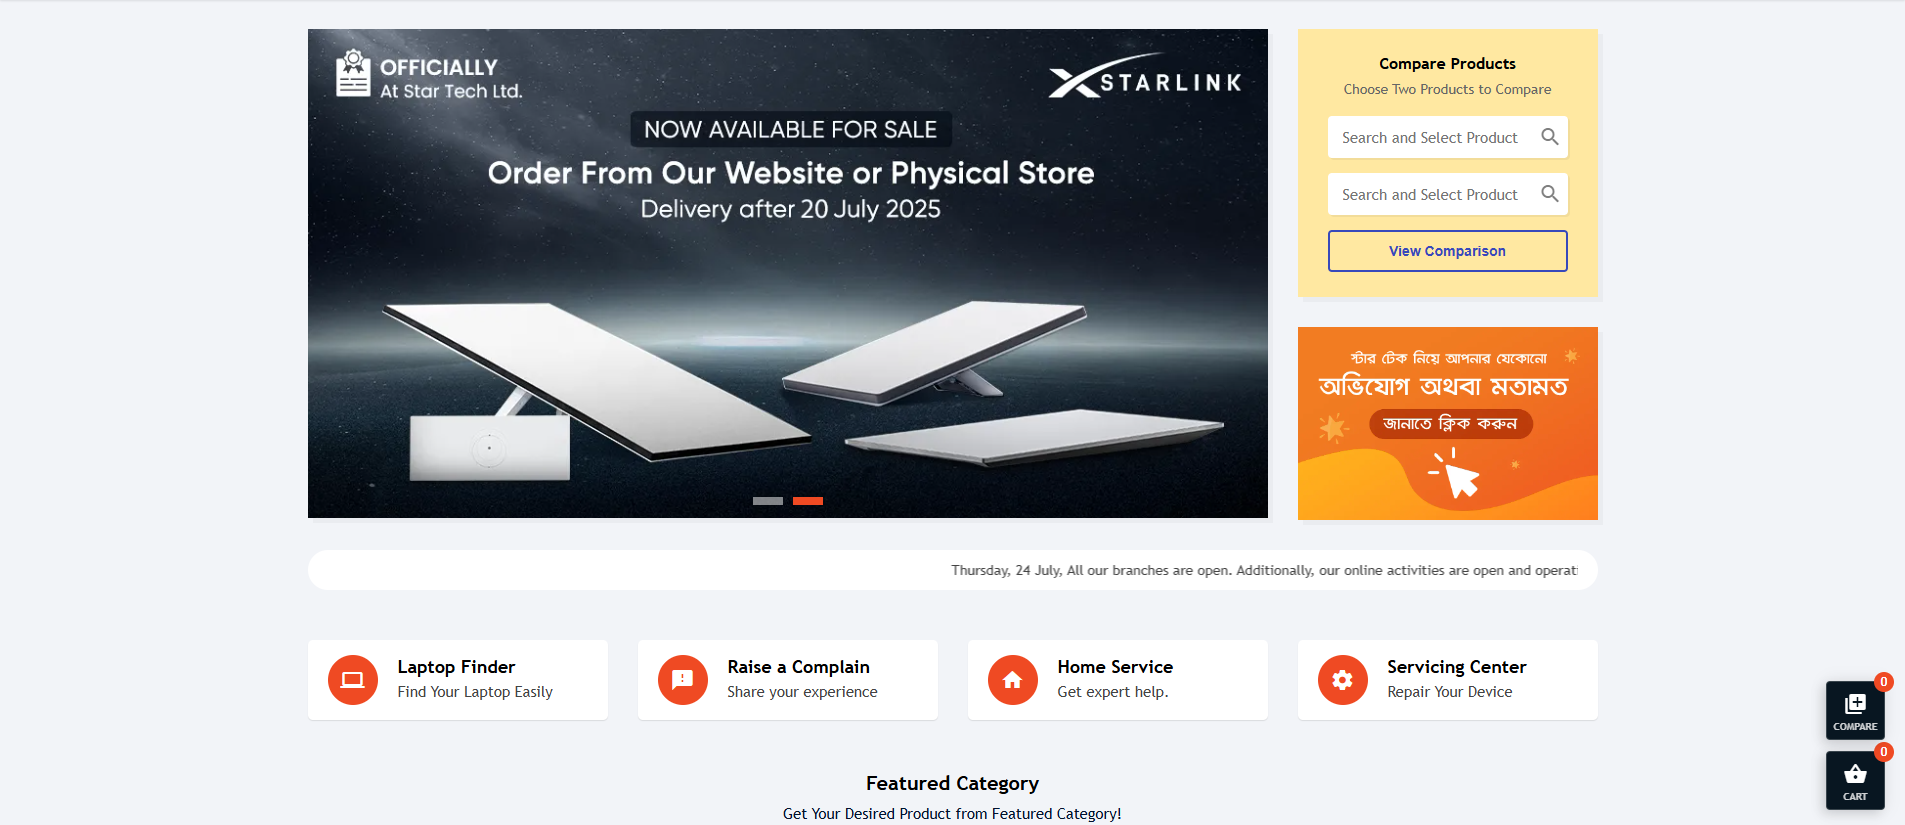 OFFICIALLY
At Star Tech Ltd.
STARLINK
NOW AVAILABLE FOR SALE
Order From Our Website or Physical Store
Delivery after 20 July 2025
Compare Products
Choose Two Products to Compare
Search and Select Product
Search and Select Product
View Comparison
স্টার টেক নিয়ে আপনার যেকোনো
অভিযোগ অথবা মতামত
জানাতে ক্লিক করুন
Thursday, 24 July, All our branches are open. Additionally, our online activities are open and operati
Laptop Finder
Find Your Laptop Easily
Raise a Complain
Share your experience
Home Service
Get expert help.
Servicing Center
Repair Your Device
0
COMPARE
0
CART
Featured Category
Get Your Desired Product from Featured Category!